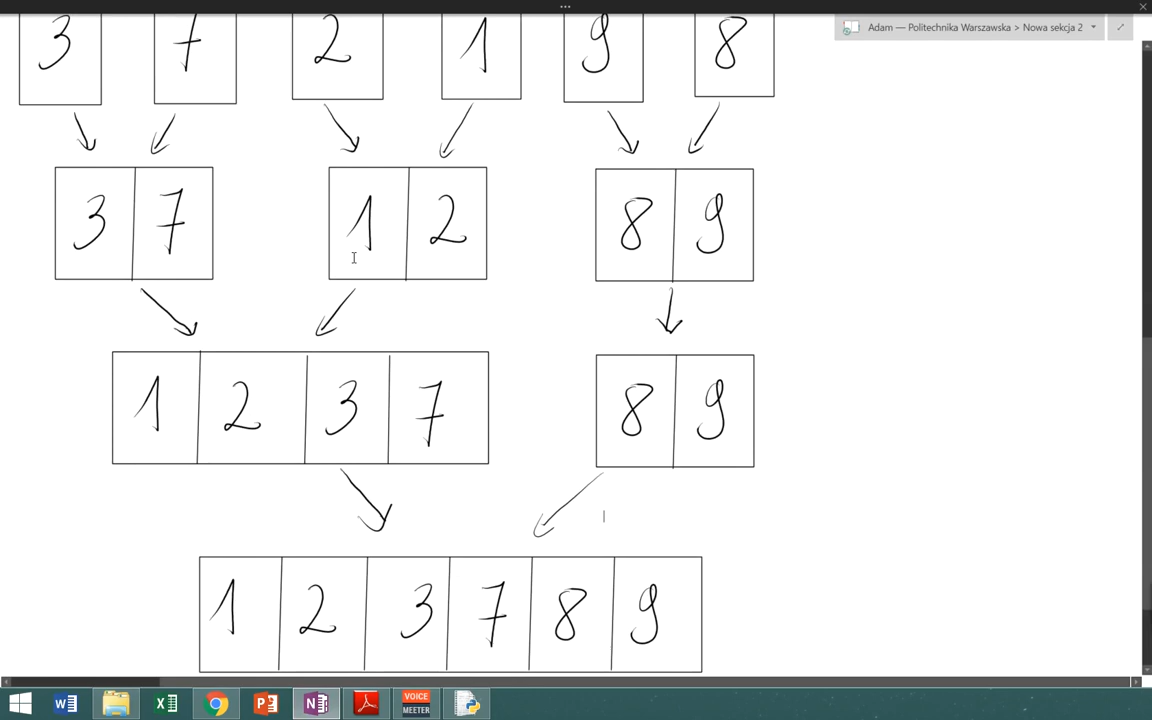 Adam — Politechnika Warszawska > Nowa sekcja 2
3 7 2 1 9 8
3 7 1 2 8 9
1 2 3 7 8 9
1 2 3 7 8 9
W X P N VOICE MEETER